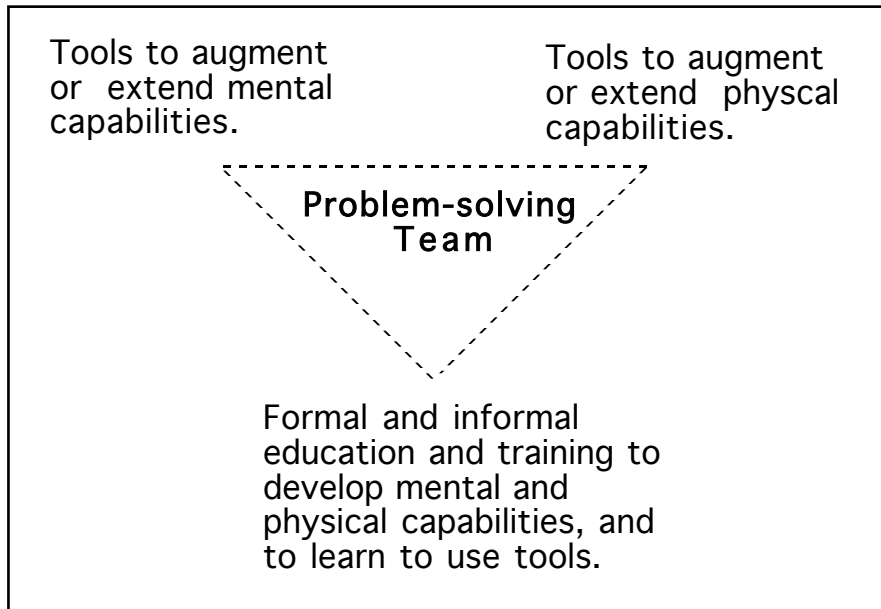 Tools to augment
or extend mental
capabilities.
Tools to augment
or extend physcal
capabilities.
Problem-solving
Team
Formal and informal
education and training to
develop mental and
physical capabilities, and
to learn to use tools.